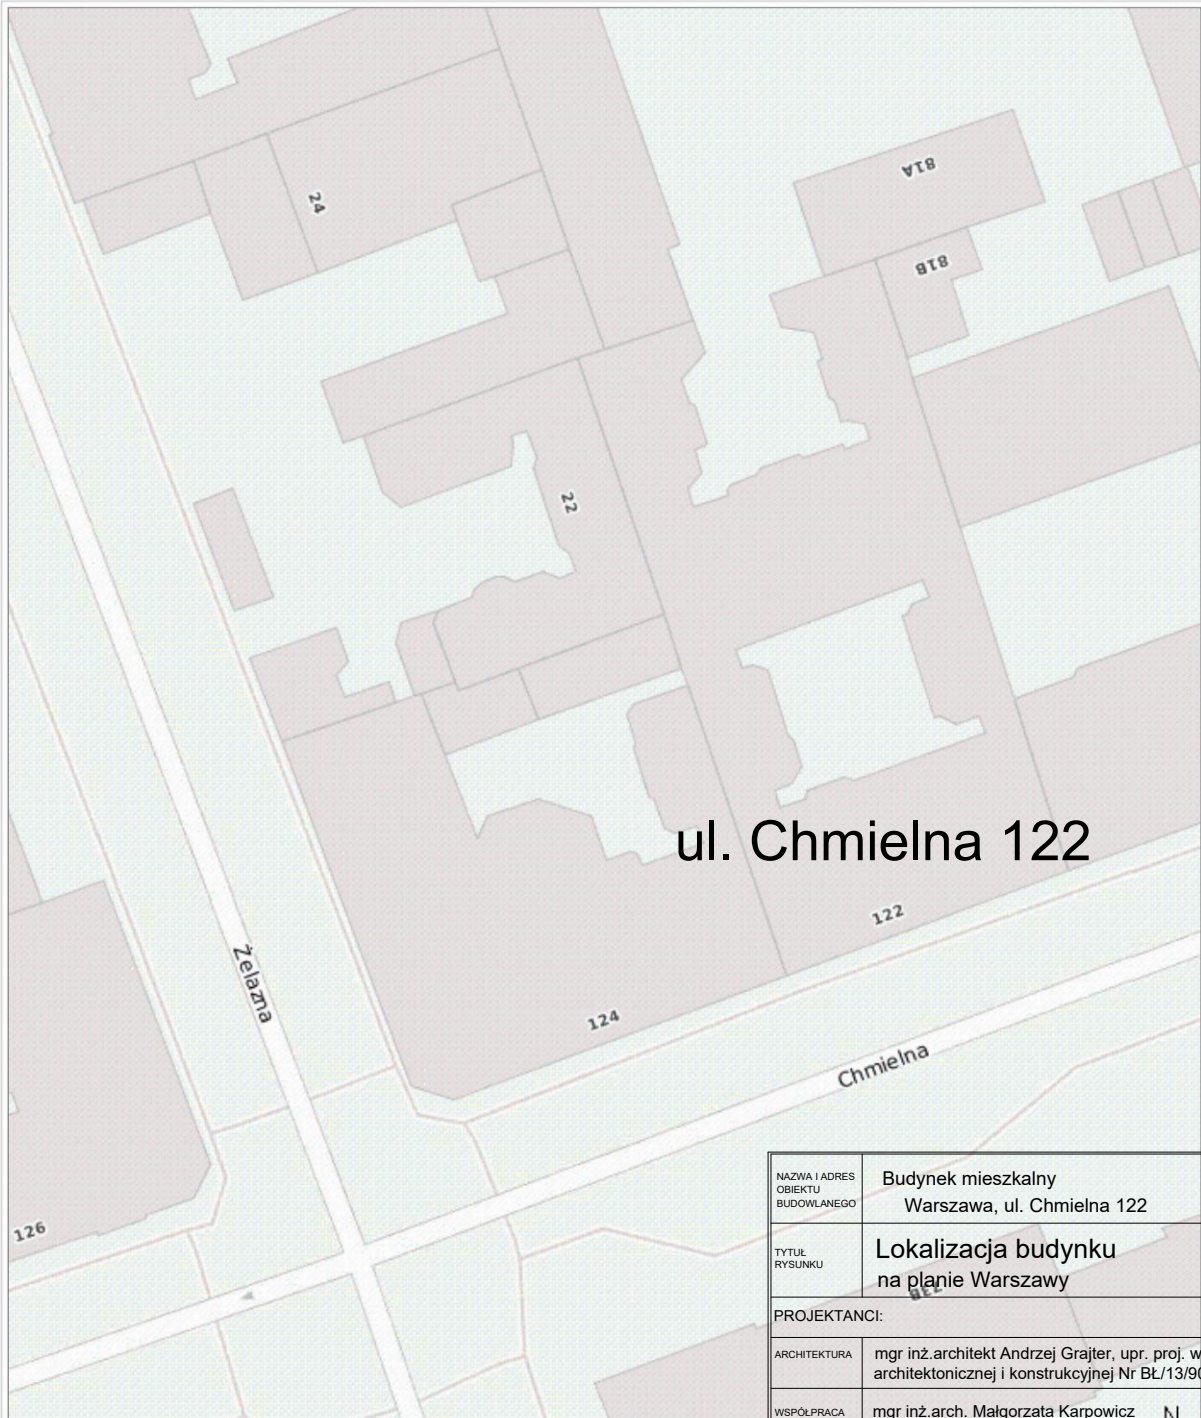 24
81A
81B
22
ul. Chmielna 122
122
Żelazna
124
Chmielna
126
NAZWA I ADRES
OBIEKTU
BUDOWLANEGO
Budynek mieszkalny
Warszawa, ul. Chmielna 122
TYTUŁ
RYSUNKU
Lokalizacja budynku
na planie Warszawy
73B
PROJEKTANCI:
ARCHITEKTURA
mgr inż.architekt Andrzej Grajter, upr. proj. w
architektonicznej i konstrukcyjnej Nr BŁ/13/90
WSPÓŁPRACA
mgr inż.arch. Małgorzata Karpowicz